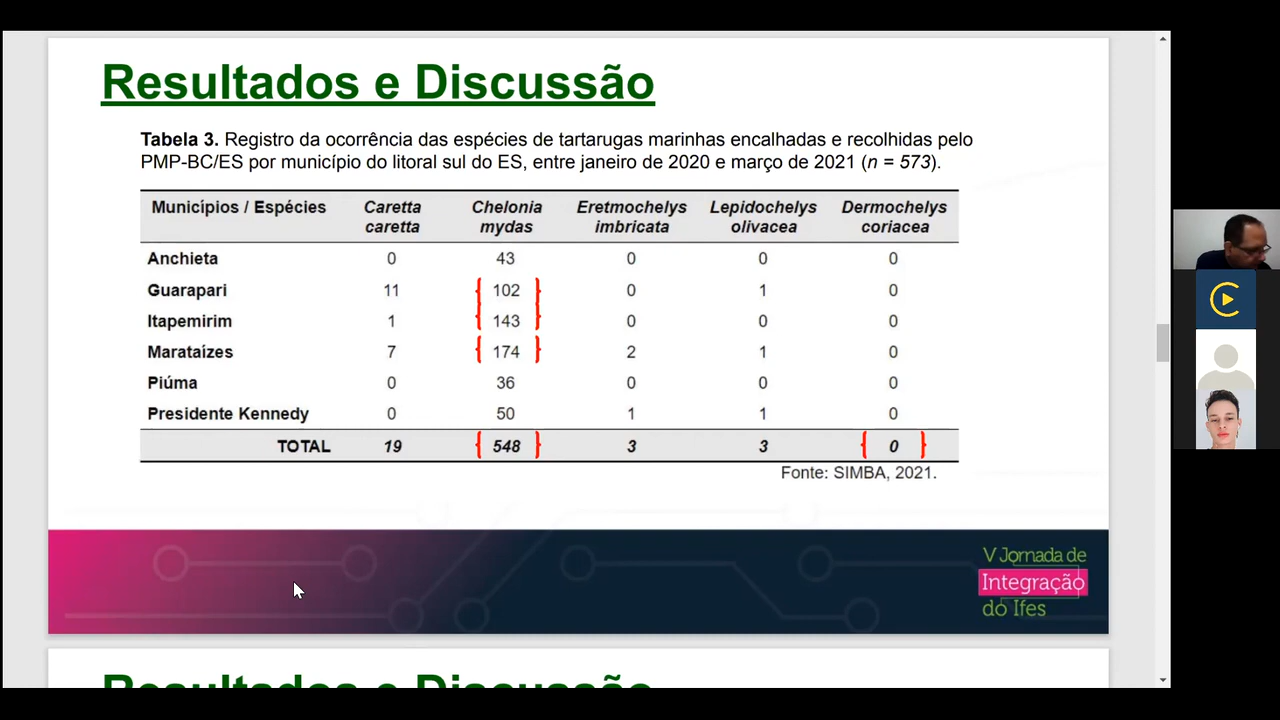 Resultados e Discussão
Tabela 3. Registro da ocorrência das espécies de tartarugas marinhas encalhadas e recolhidas pelo
PMP-BC/ES por município do litoral sul do ES, entre janeiro de 2020 e março de 2021 (n = 573).
Municípios / Espécies Caretta caretta Chelonia mydas Eretmochelys imbricata Lepidochelys olivacea Dermochelys coriacea
Anchieta 0 43 0 0 0
Guarapari 11 102 0 1 0
Itapemirim 1 143 0 0 0
Marataízes 7 174 2 1 0
Piúma 0 36 0 0 0
Presidente Kennedy 0 50 1 1 0
TOTAL 19 548 3 3 0
Fonte: SIMBA, 2021.
V Jornada de
Integração
do Ifes
Resultados e Discussão